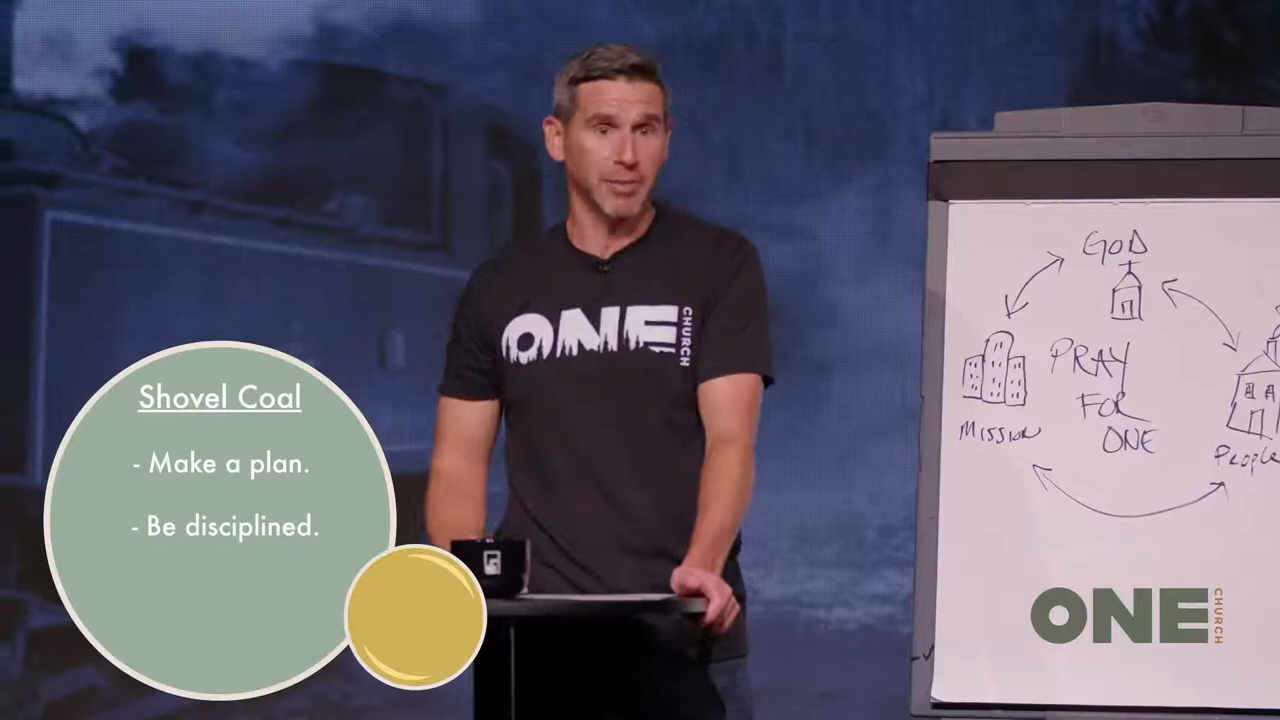 Shovel Coal
- Make a plan.
- Be disciplined.
ONE
CHURCH
GOD
PRAY
FOR
ONE
MISSION
People
ONE
CHURCH